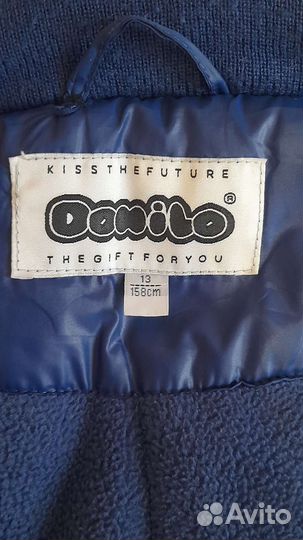 KISSTHEFUTURE
Danilo®
THEGIFTFORYOU
13
158cm
Avito